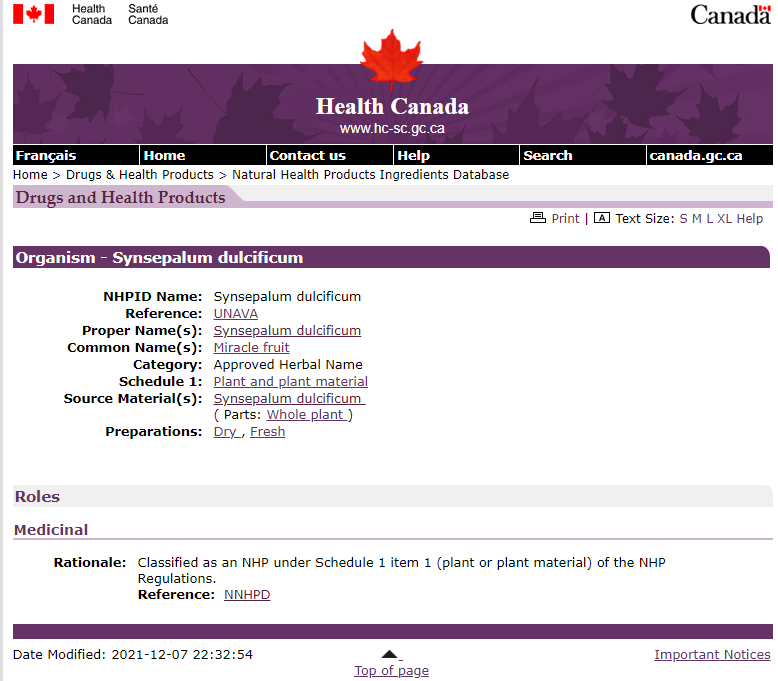 Health Canada Santé Canada
Canada
Health Canada
www.hc-sc.gc.ca
Français Home Contact us Help Search canada.gc.ca
Home > Drugs & Health Products > Natural Health Products Ingredients Database
Drugs and Health Products
Print | A Text Size: S M L XL Help
Organism - Synsepalum dulcificum
NHPID Name: Synsepalum dulcificum
Reference: UNAVA
Proper Name(s): Synsepalum dulcificum
Common Name(s): Miracle fruit
Category: Approved Herbal Name
Schedule 1: Plant and plant material
Source Material(s): Synsepalum dulcificum
( Parts: Whole plant )
Preparations: Dry , Fresh
Roles
Medicinal
Rationale: Classified as an NHP under Schedule 1 item 1 (plant or plant material) of the NHP
Regulations.
Reference: NNHPD
Date Modified: 2021-12-07 22:32:54 Important Notices
Top of page